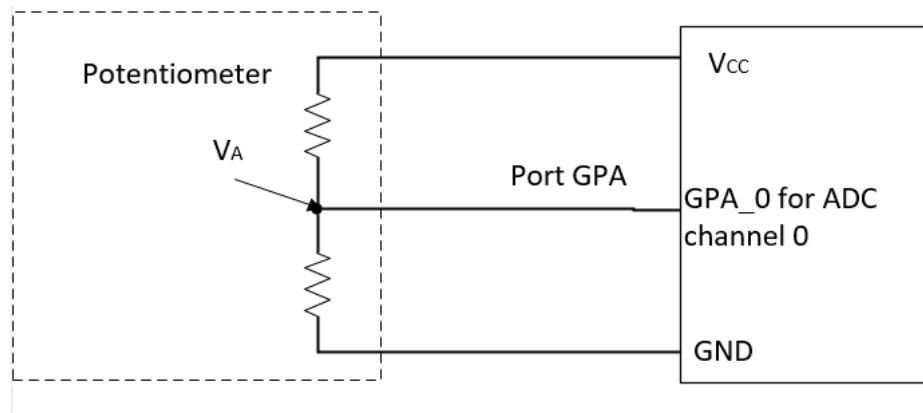 Potentiometer
VCC
VA
Port GPA
GPA_0 for ADC
channel 0
GND